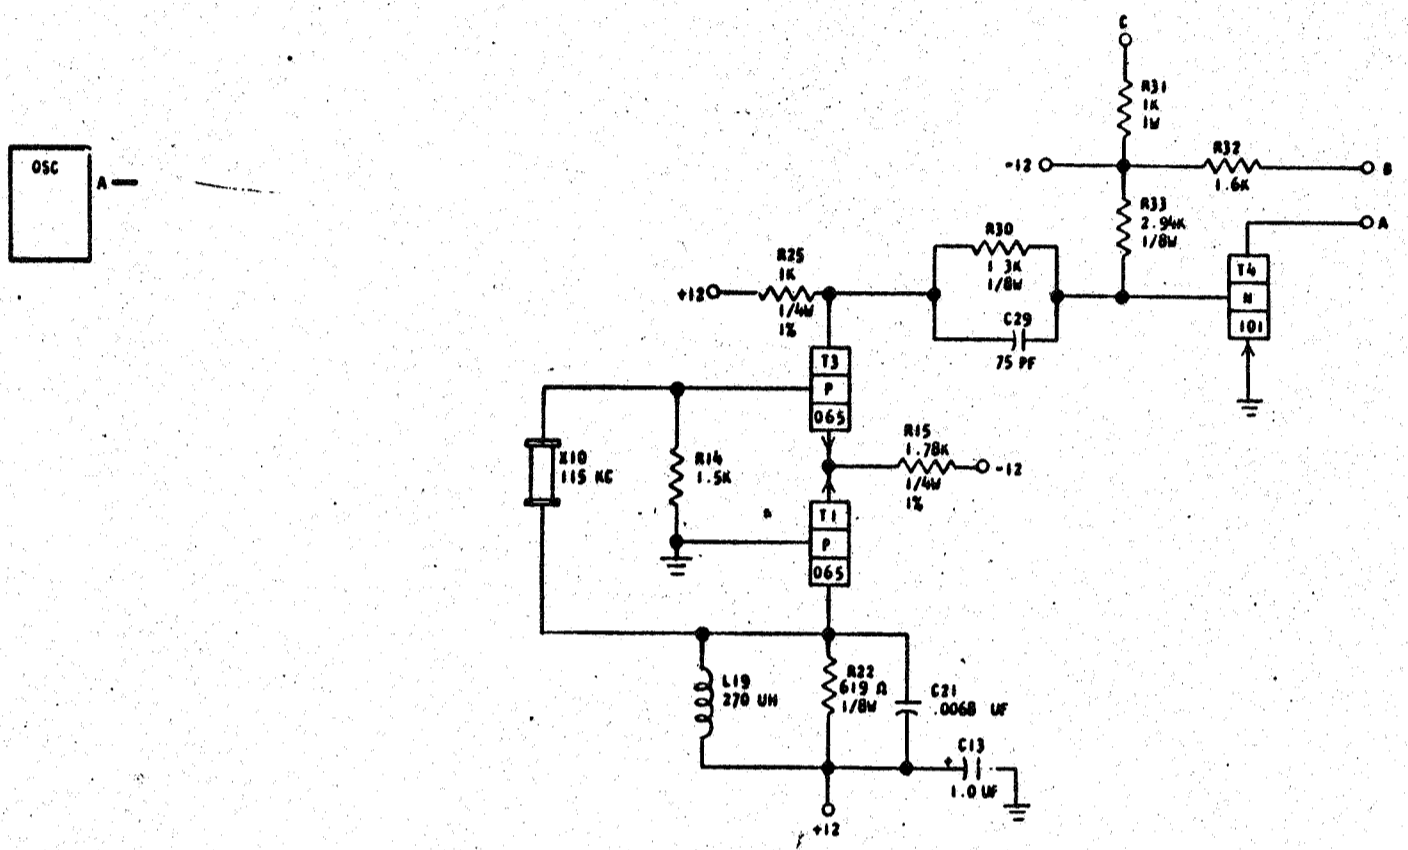 C
R31
1K
1W
OSC
A
-12
R32
1.6K
B
R33
2.94K
1/8W
A
R30
1 3K
1/8W
R25
1K
+12
1/4W
1%
C29
75 PF
T4
N
101
T3
P
065
X10
115 KC
R14
1.5K
R15
1.78K
-12
1/4W
1%
T1
P
065
L19
270 UH
R22
619 Ω
1/8W
C21
.0068 UF
C13
+
1.0 UF
+12